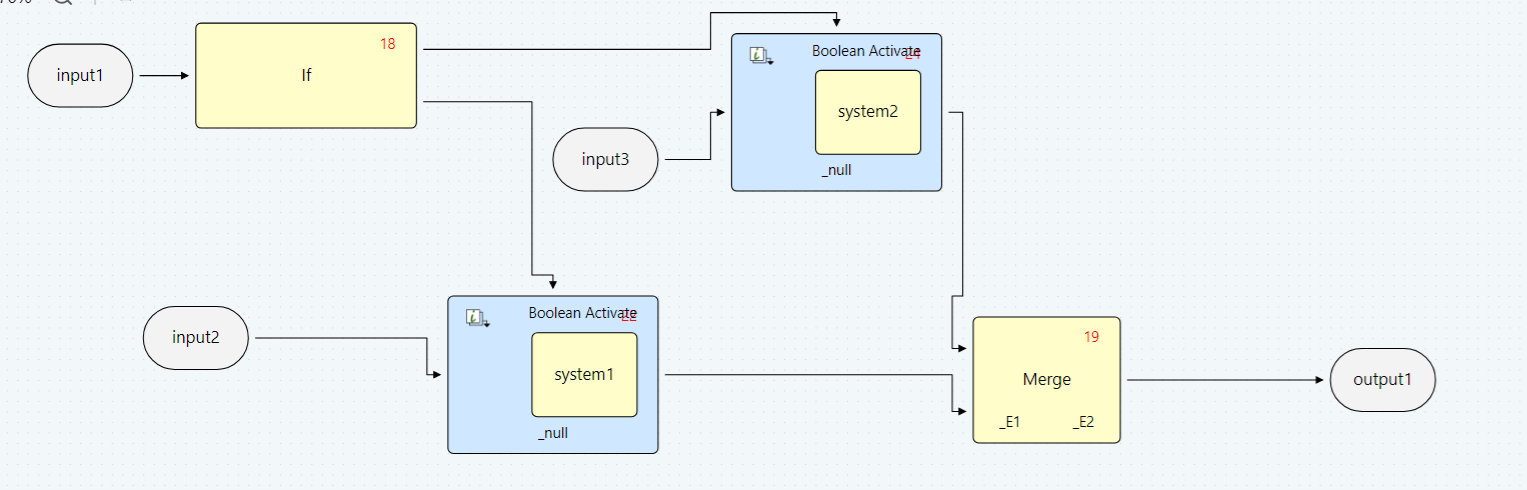 18
input1
If
Boolean Activate
system2
_null
input3
Boolean Activate
system1
_null
input2
19
Merge
_E1 _E2
output1